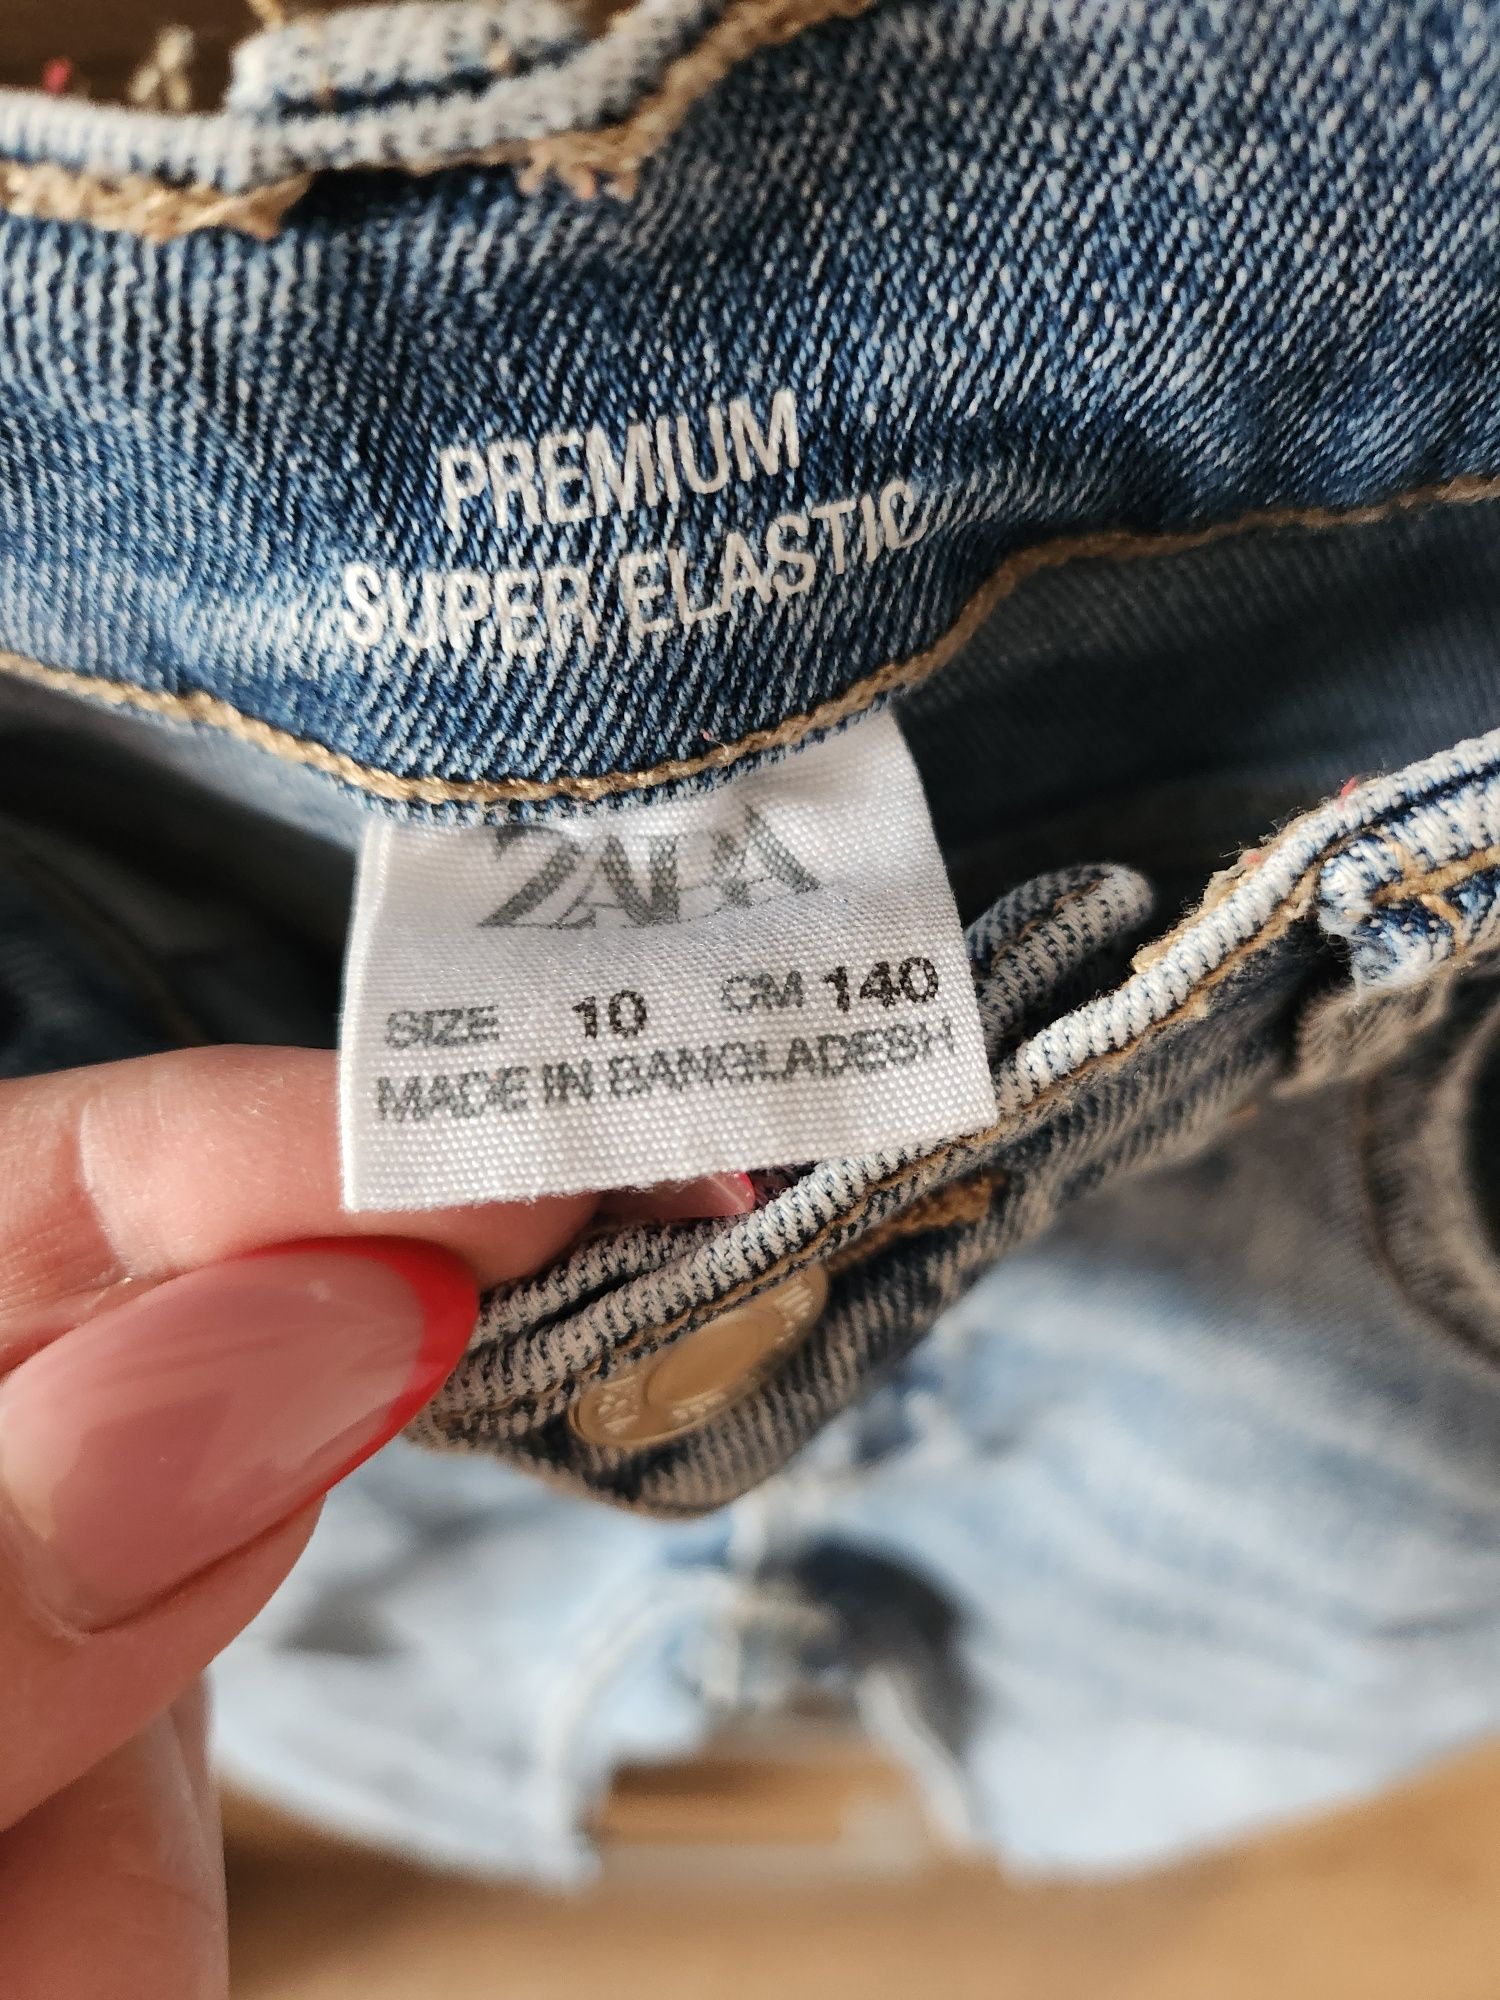 PREMIUM
SUPER ELASTIC
ZARA
SIZE 10 CM 140
MADE IN BANGLADESH